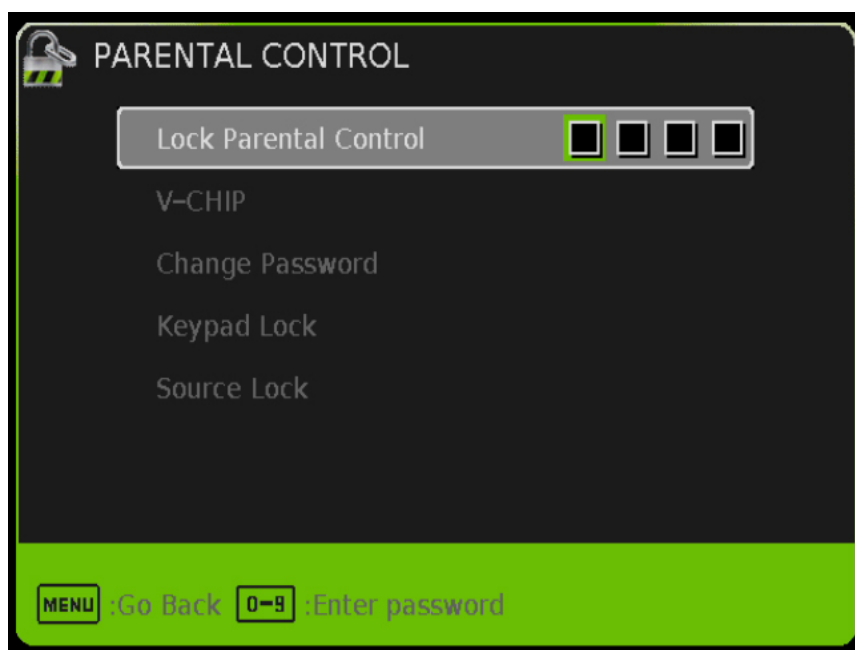 PARENTAL CONTROL
Lock Parental Control
V-CHIP
Change Password
Keypad Lock
Source Lock
MENU :Go Back 0-9 :Enter password